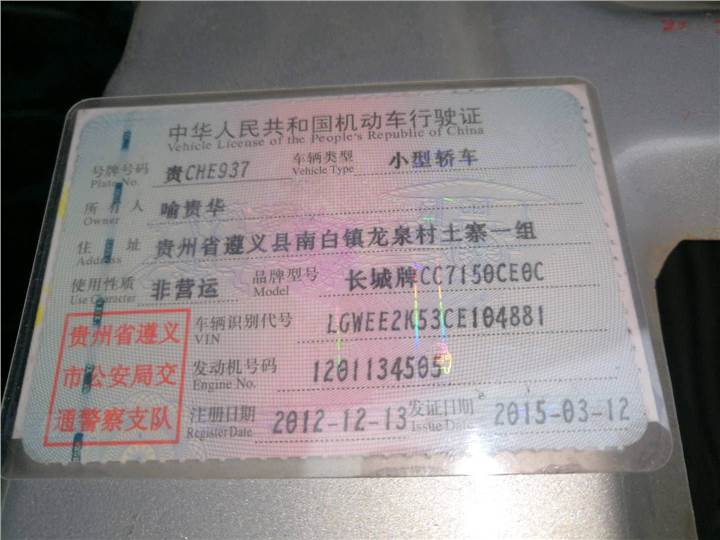 中华人民共和国机动车行驶证
Vehicle License of the People's Republic of China
号牌号码 贵CHE937 车辆类型 小型轿车
Plate No. Vehicle Type
所有人 喻贵华
Owner
住址 贵州省遵义县南白镇龙泉村土寨一组
Address
使用性质 非营运 品牌型号 长城牌CC7150CE0C
Use Character Model
贵州省遵义
市公安局交
通警察支队
车辆识别代号 LGWEE2K53CE104881
VIN
发动机号码 1201134505
Engine No.
注册日期 2012-12-13 发证日期 2015-03-12
Register Date Issue Date